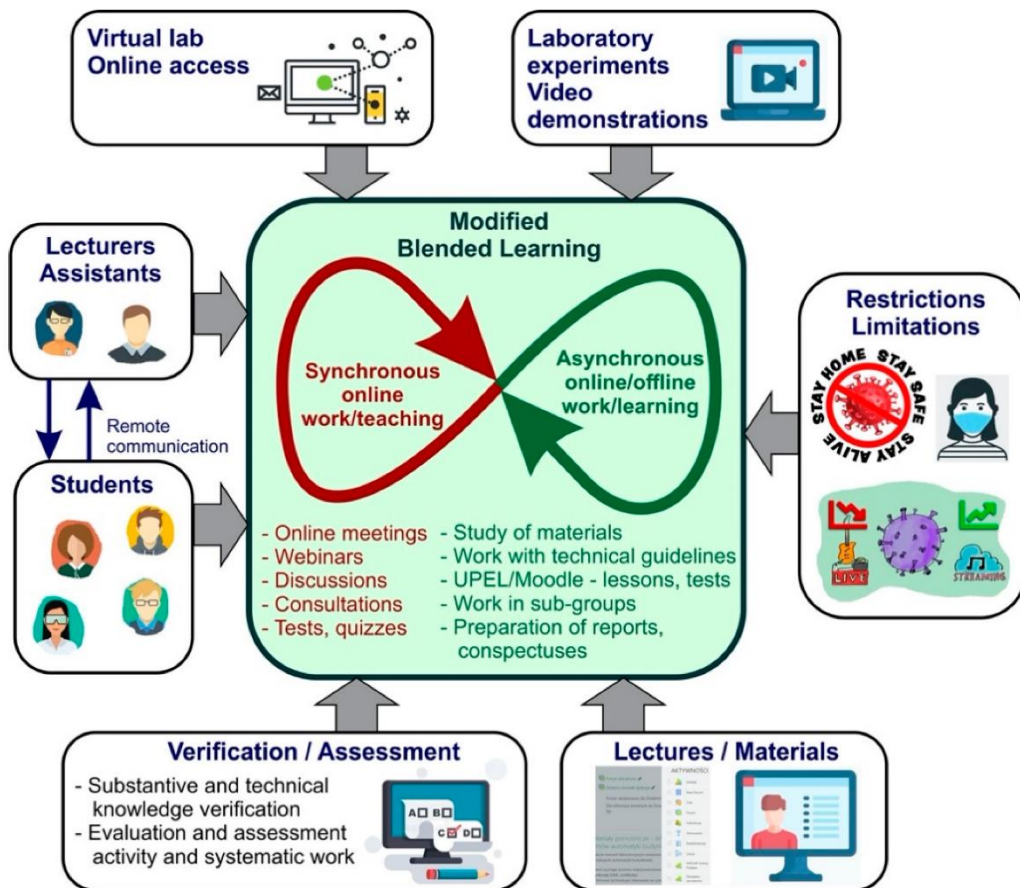 Virtual lab
Online access
Laboratory
experiments
Video
demonstrations
Modified
Blended Learning
Lecturers
Assistants
Synchronous
online
work/teaching
Asynchronous
online/offline
work/learning
Restrictions
Limitations
STAY HOME STAY SAFE
STAY ALIVE
Remote
communication
Students
- Online meetings
- Webinars
- Discussions
- Consultations
- Tests, quizzes
- Study of materials
- Work with technical guidelines
- UPEL/Moodle - lessons, tests
- Work in sub-groups
- Preparation of reports,
conspectuses
LIVE
STREAMING
Verification / Assessment
- Substantive and technical
knowledge verification
- Evaluation and assessment
activity and systematic work
A B
C D
Lectures / Materials
AKTYWNOŚCI